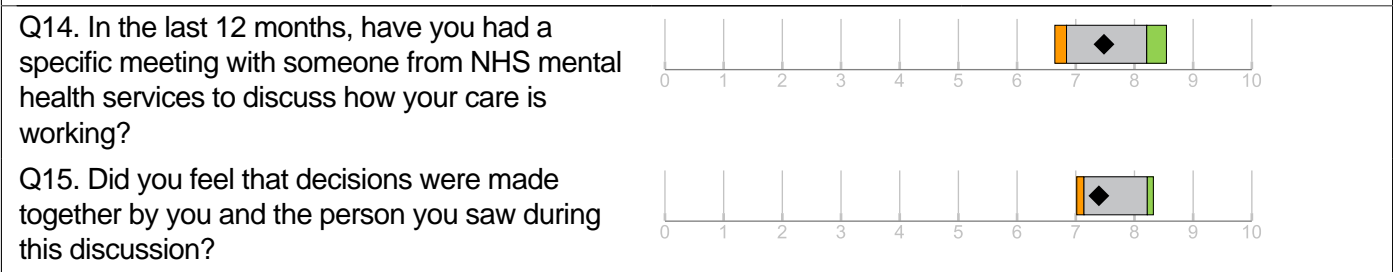 Q14. In the last 12 months, have you had a
specific meeting with someone from NHS mental
health services to discuss how your care is
working?
0 1 2 3 4 5 6 7 8 9 10
Q15. Did you feel that decisions were made
together by you and the person you saw during
this discussion?
0 1 2 3 4 5 6 7 8 9 10